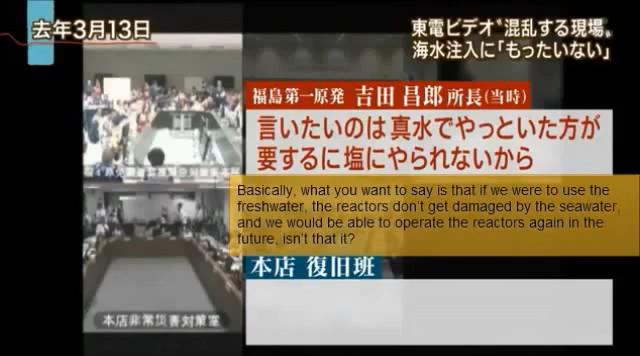 去年3月13日
東電ビデオ〝混乱する現場〟
海水注入に「もったいない」
福島第一原発 吉田 昌郎 所長(当時)
言いたいのは真水でやっといた方が
要するに塩にやられないから
Basically, what you want to say is that if we were to use the
freshwater, the reactors don't get damaged by the seawater,
and we would be able to operate the reactors again in the
future, isn't that it?
本店 復旧班
本店非常災害対策室